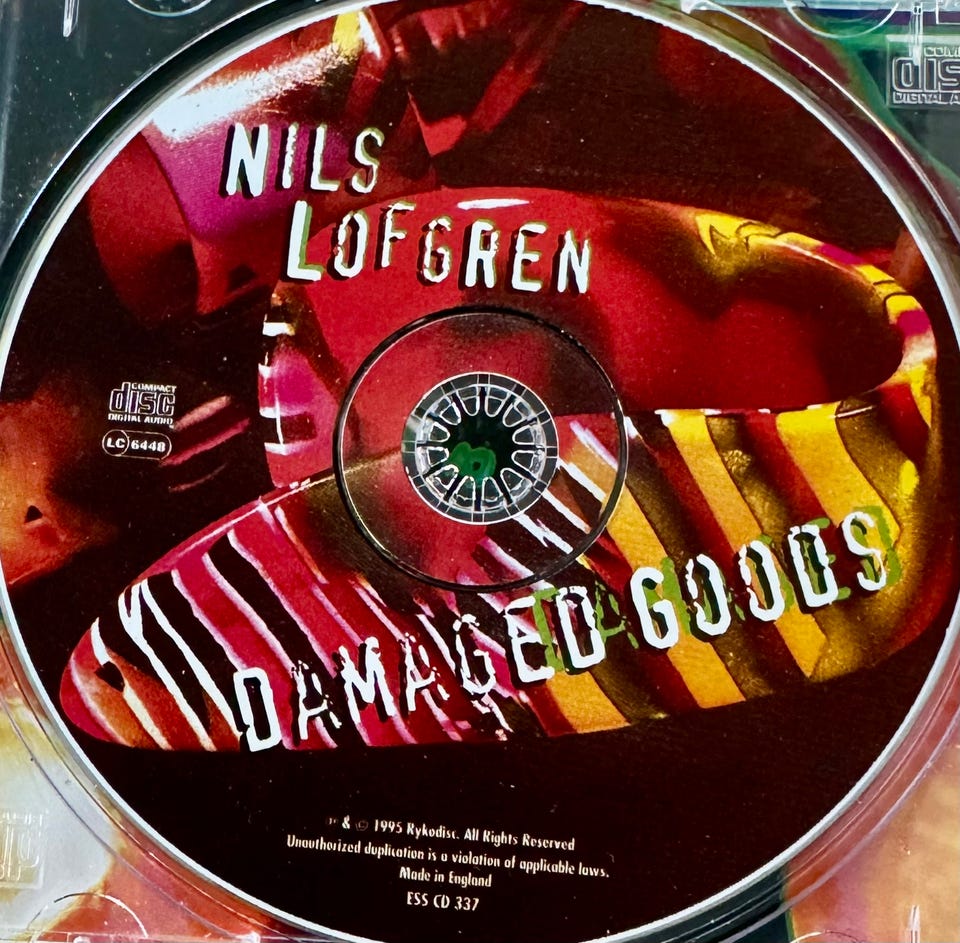 NILS
LOFGREN
COMPACT
disc
DIGITAL AUDIO
LC 6448
DAMAGED GOODS
℗ & © 1995 Rykodisc. All Rights Reserved
Unauthorized duplication is a violation of applicable laws.
Made in England
ESS CD 337